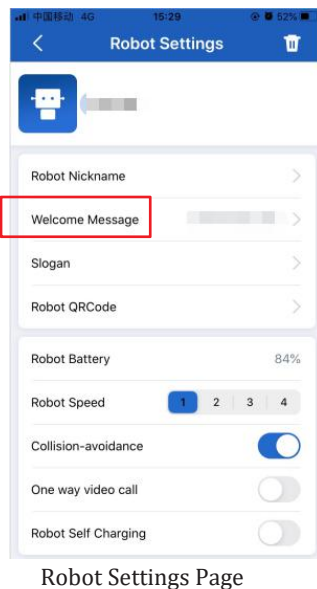 中国移动 4G 15:29 52%
Robot Settings
Robot Nickname
Welcome Message
Slogan
Robot QRCode
Robot Battery 84%
Robot Speed 1 2 3 4
Collision-avoidance
One way video call
Robot Self Charging
Robot Settings Page